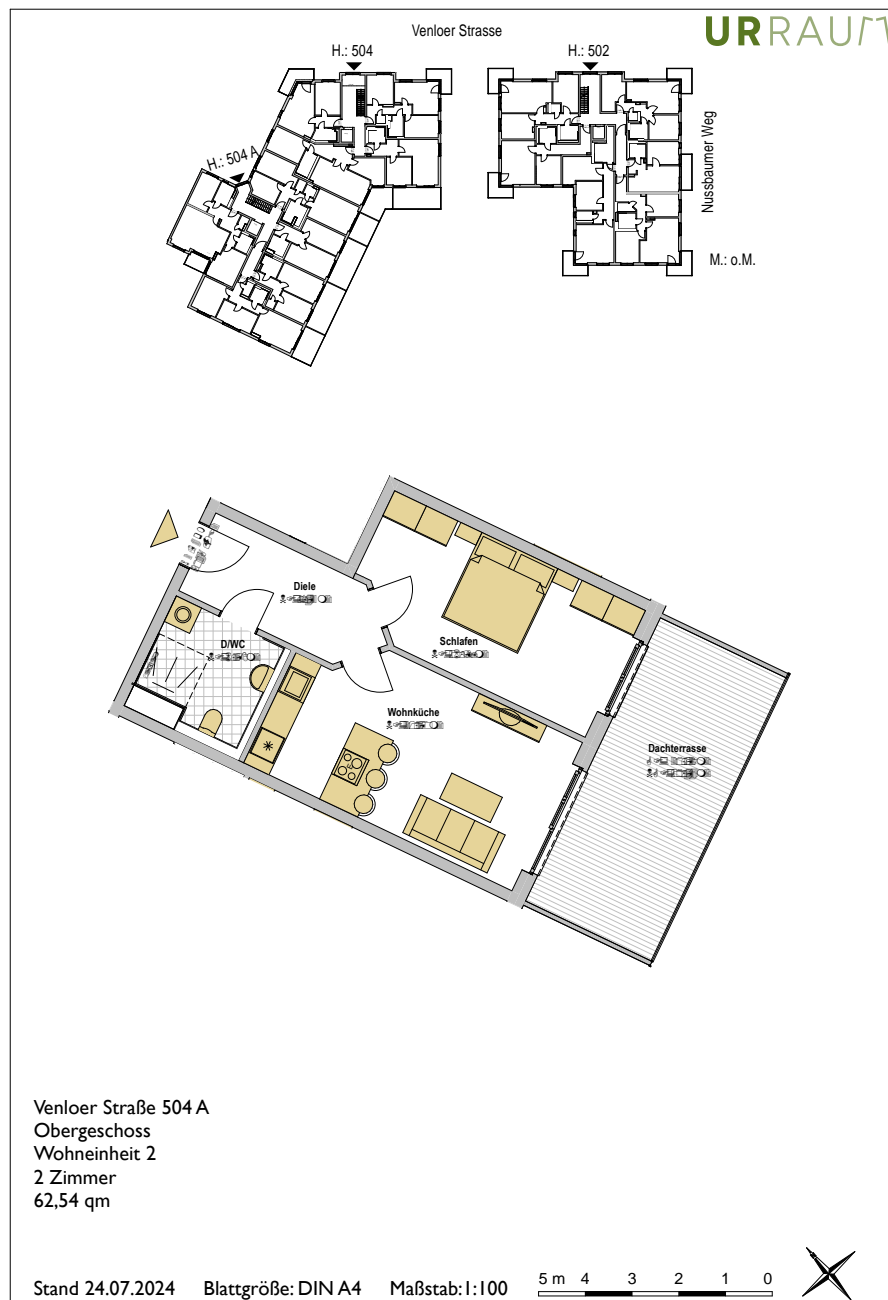 Venloer Strasse
URRAUM
H.: 504
H.: 502
H.: 504 A
Nussbaumer Weg
M.: o.M.
Diele
D/WC
Schlafen
Wohnküche
Dachterrasse
Venloer Straße 504 A
Obergeschoss
Wohneinheit 2
2 Zimmer
62,54 qm
Stand 24.07.2024 Blattgröße: DIN A4 Maßstab:1:100
5 m 4 3 2 1 0